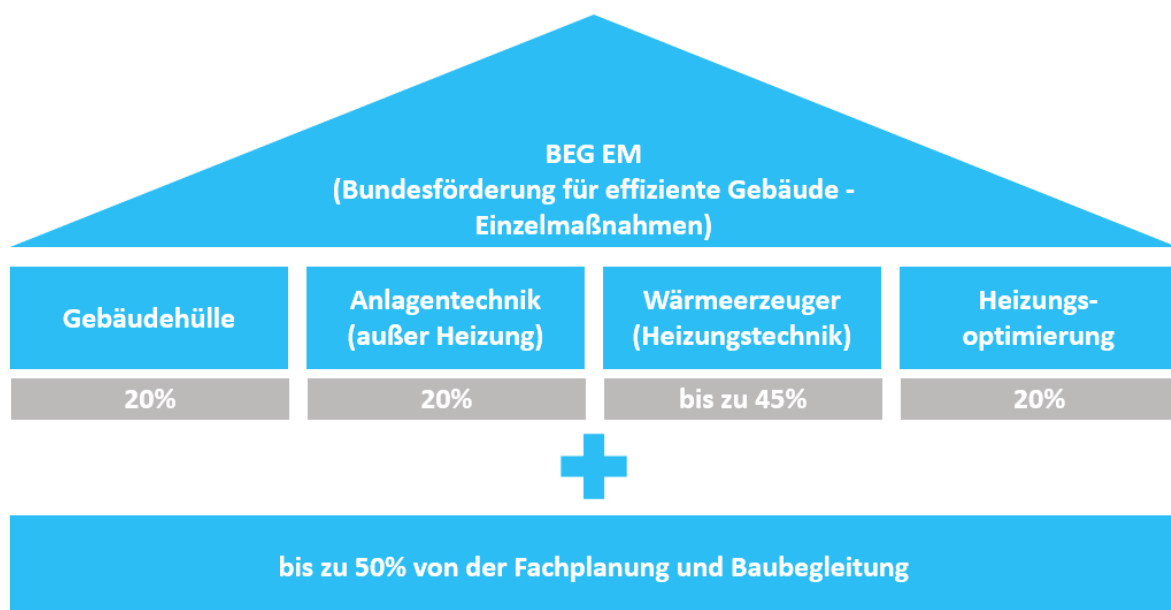 BEG EM
(Bundesförderung für effiziente Gebäude -
Einzelmaßnahmen)
Gebäudehülle
Anlagentechnik
(außer Heizung)
Wärmeerzeuger
(Heizungstechnik)
Heizungs-
optimierung
20%
20%
bis zu 45%
20%
bis zu 50% von der Fachplanung und Baubegleitung